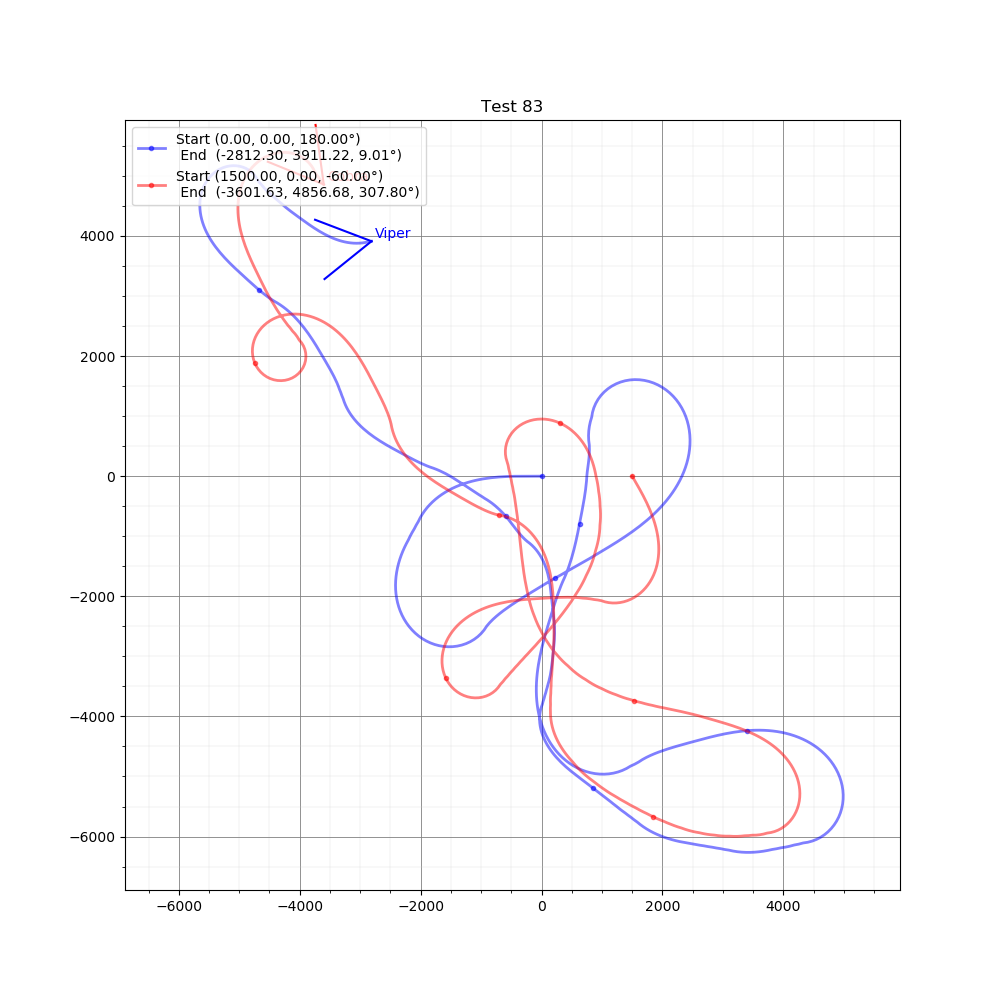 Test 83
Start (0.00, 0.00, 180.00°)
End (-2812.30, 3911.22, 9.01°)
Start (1500.00, 0.00, -60.00°)
End (-3601.63, 4856.68, 307.80°)
Viper
4000
2000
0
−2000
−4000
−6000
−6000 −4000 −2000 0 2000 4000